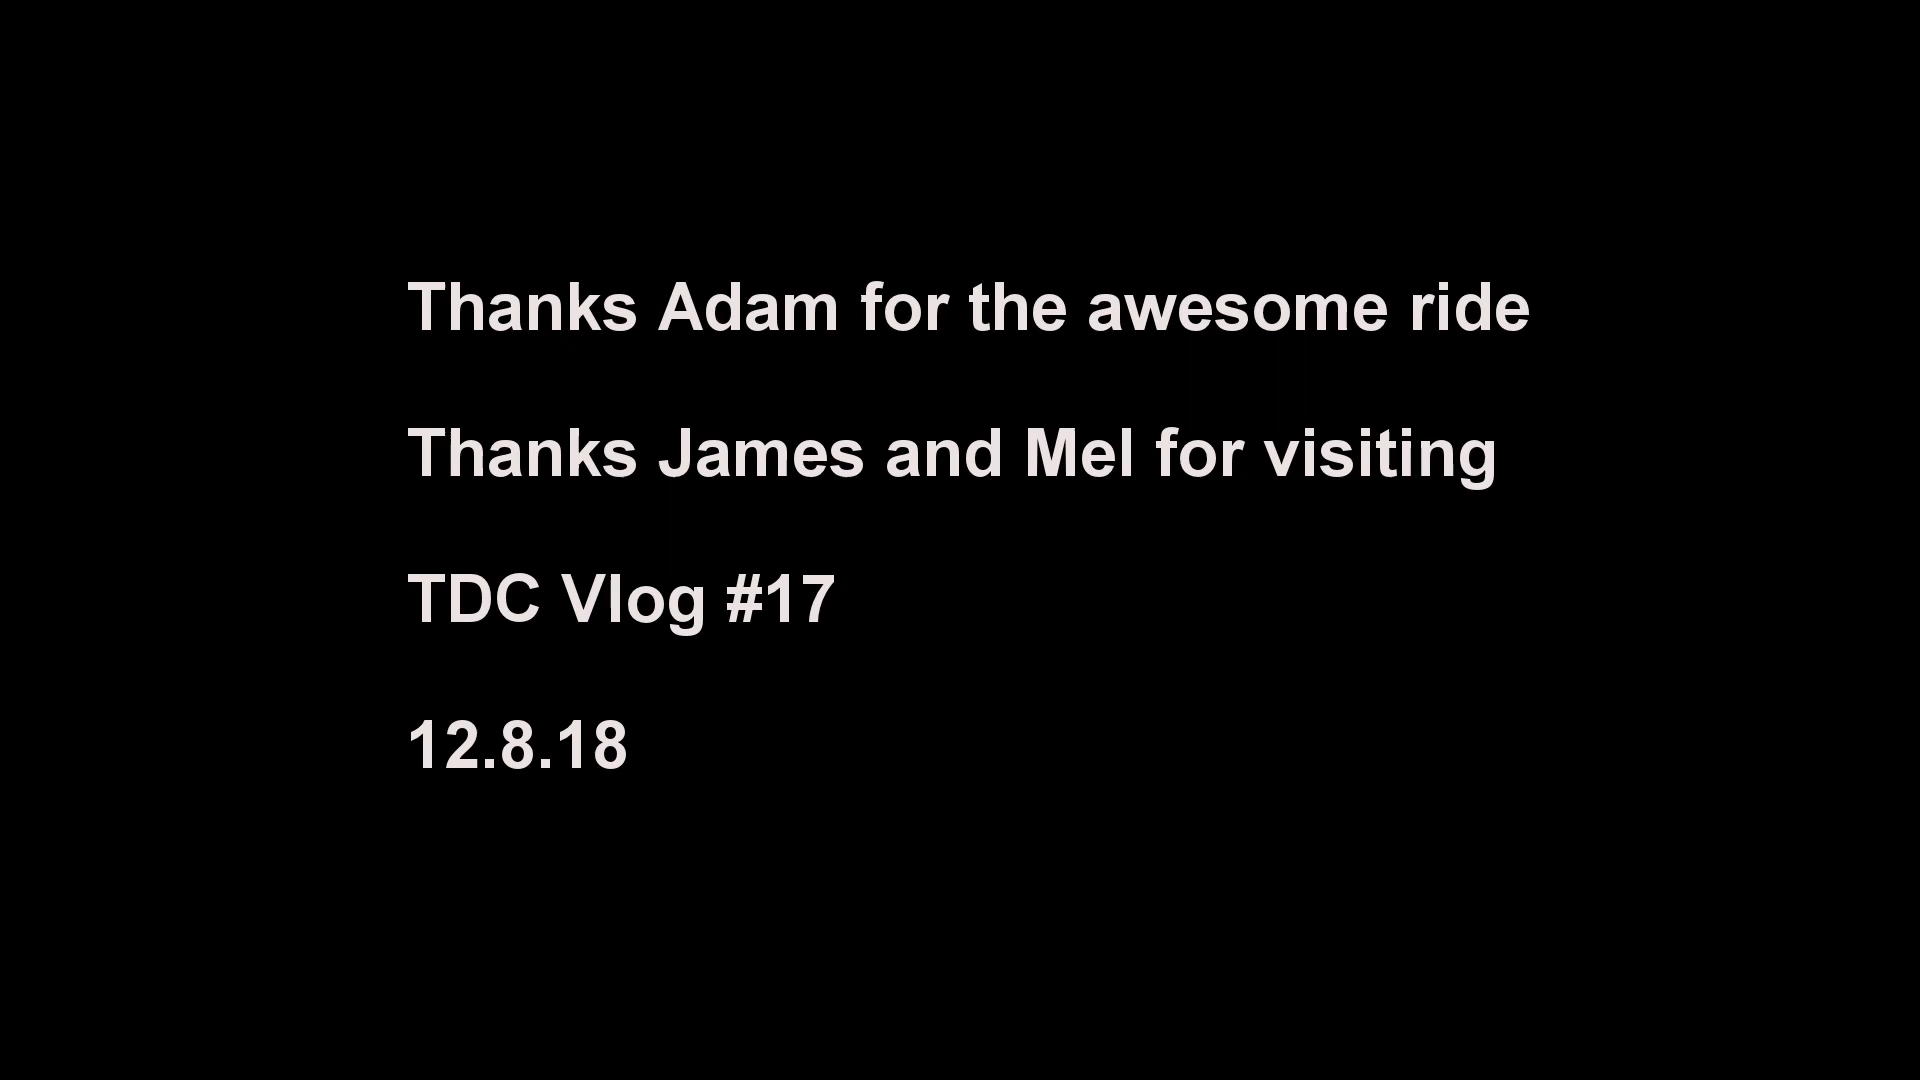 Thanks Adam for the awesome ride
Thanks James and Mel for visiting
TDC Vlog #17
12.8.18